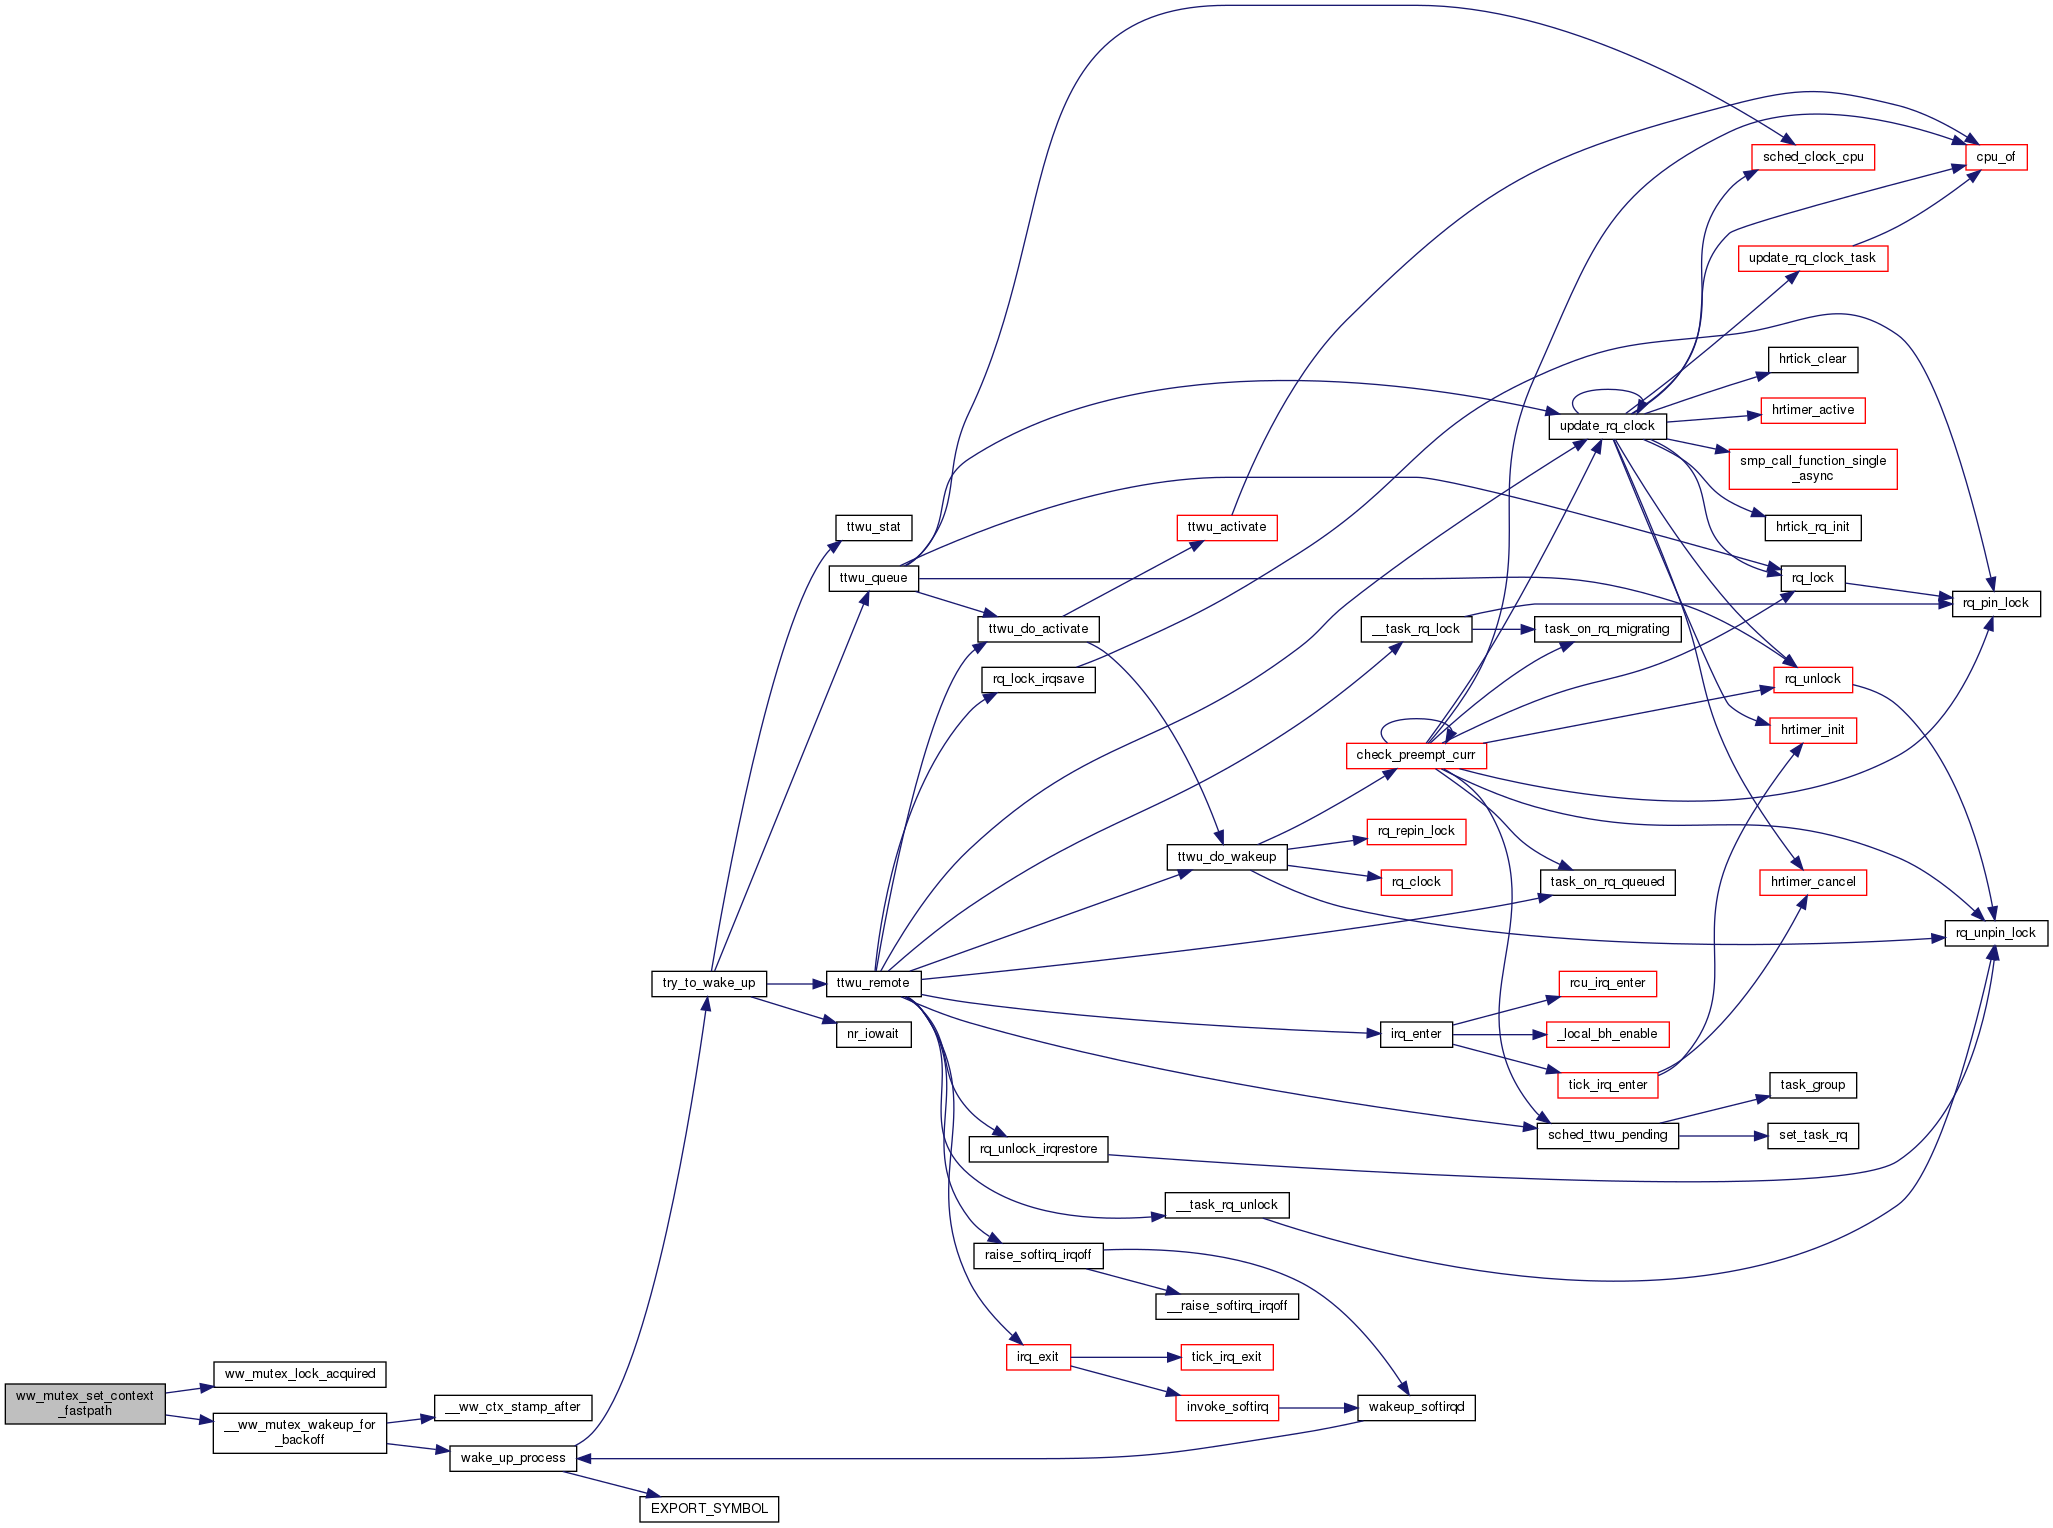 sched_clock_cpu
cpu_of
update_rq_clock_task
hrtick_clear
hrtimer_active
update_rq_clock
smp_call_function_single
_async
ttwu_stat
ttwu_activate
hrtick_rq_init
ttwu_queue
rq_lock
rq_pin_lock
ttwu_do_activate
__task_rq_lock
task_on_rq_migrating
rq_lock_irqsave
rq_unlock
hrtimer_init
check_preempt_curr
rq_repin_lock
ttwu_do_wakeup
rq_clock
task_on_rq_queued
hrtimer_cancel
rq_unpin_lock
try_to_wake_up
ttwu_remote
rcu_irq_enter
nr_iowait
irq_enter
_local_bh_enable
tick_irq_enter
task_group
sched_ttwu_pending
set_task_rq
rq_unlock_irqrestore
__task_rq_unlock
raise_softirq_irqoff
__raise_softirq_irqoff
irq_exit
tick_irq_exit
ww_mutex_lock_acquired
ww_mutex_set_context
_fastpath
__ww_ctx_stamp_after
invoke_softirq
wakeup_softirqd
__ww_mutex_wakeup_for
_backoff
wake_up_process
EXPORT_SYMBOL